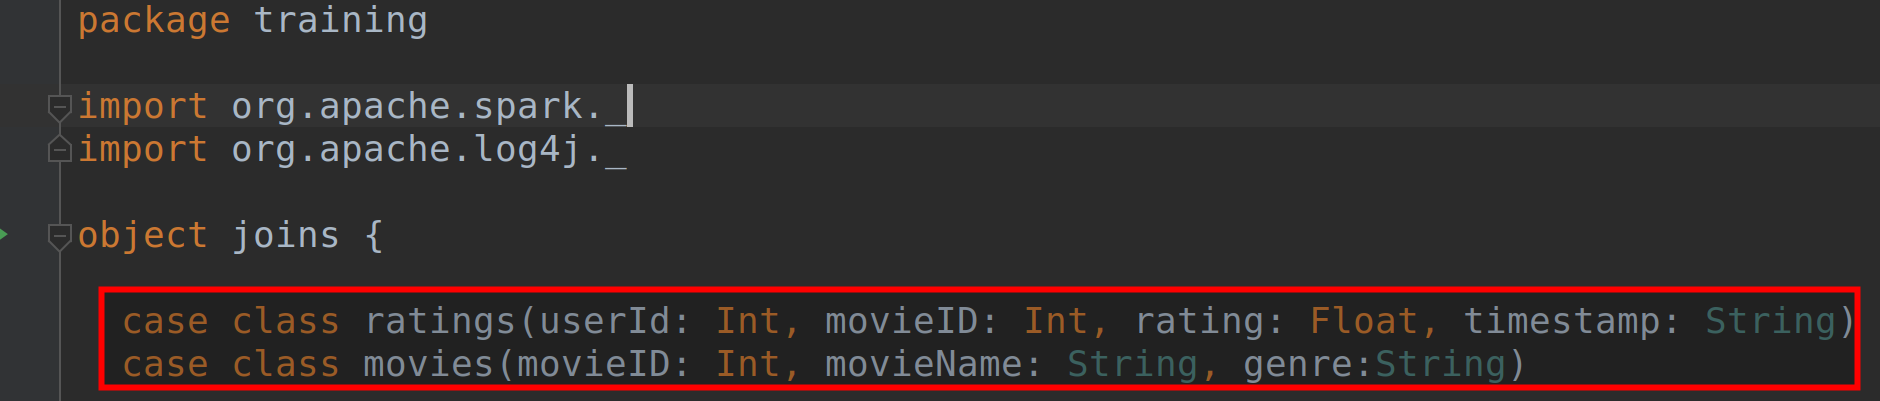 package training
import org.apache.spark._
import org.apache.log4j._
object joins {
case class ratings(userId: Int, movieID: Int, rating: Float, timestamp: String)
case class movies(movieID: Int, movieName: String, genre:String)